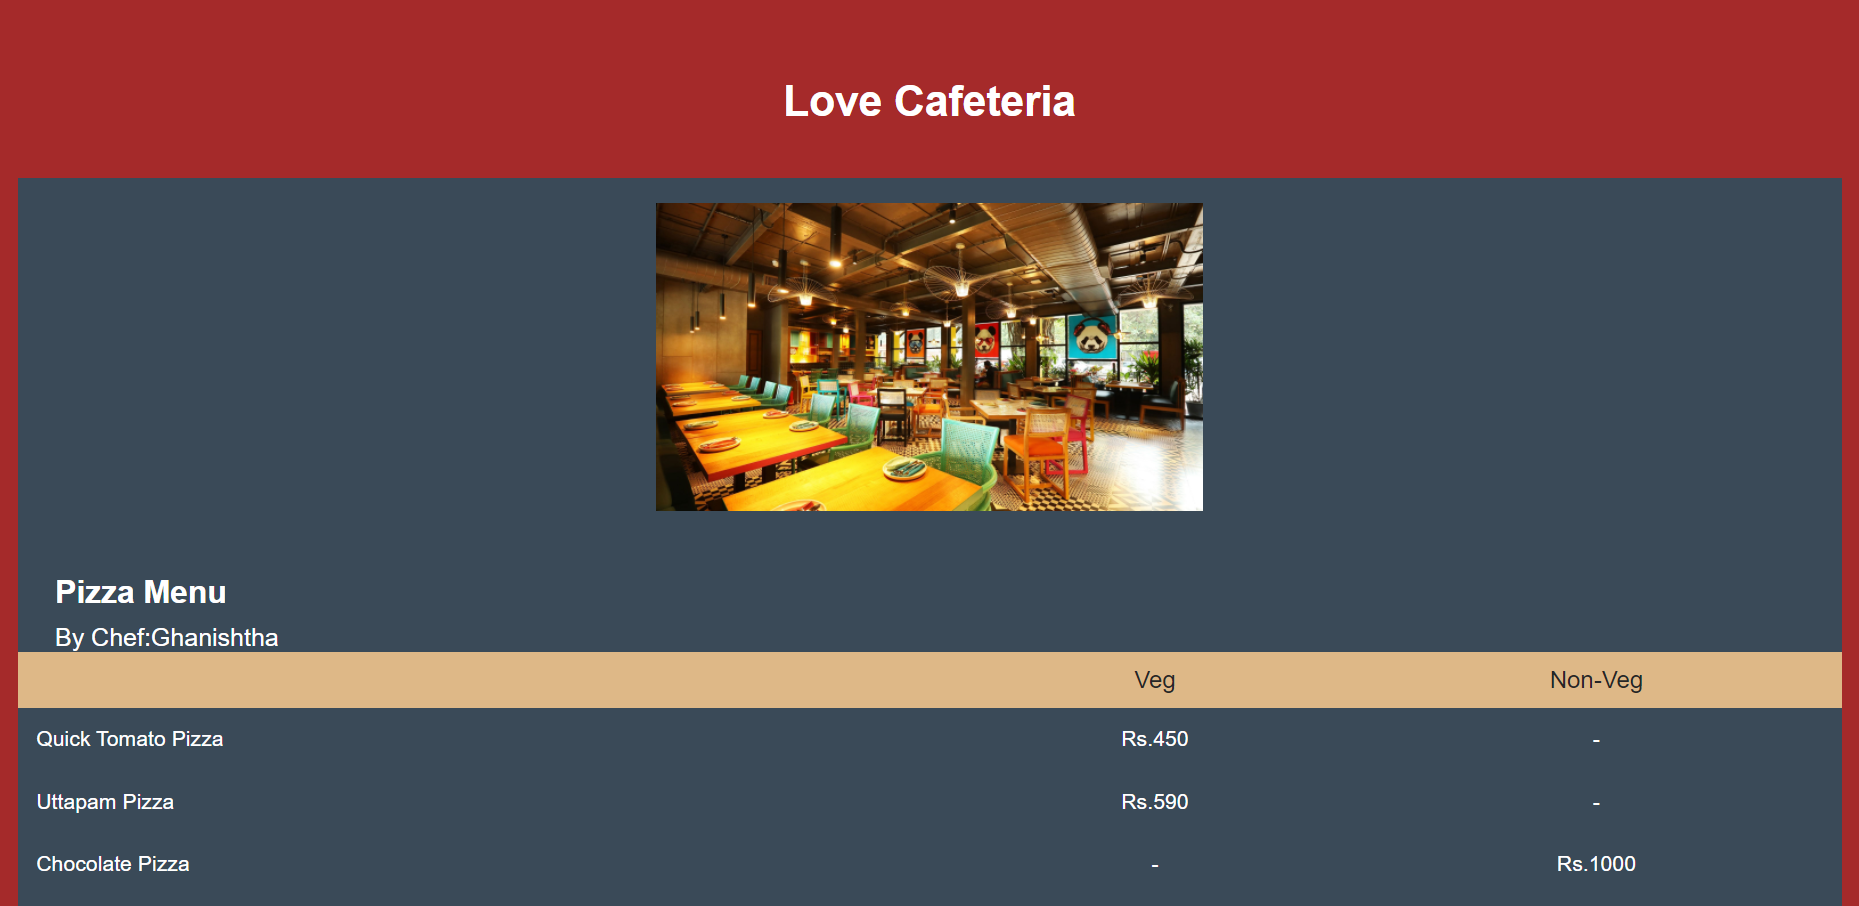 Love Cafeteria
Pizza Menu
By Chef:Ghanishtha
Veg Non-Veg
Quick Tomato Pizza Rs.450 -
Uttapam Pizza Rs.590 -
Chocolate Pizza - Rs.1000